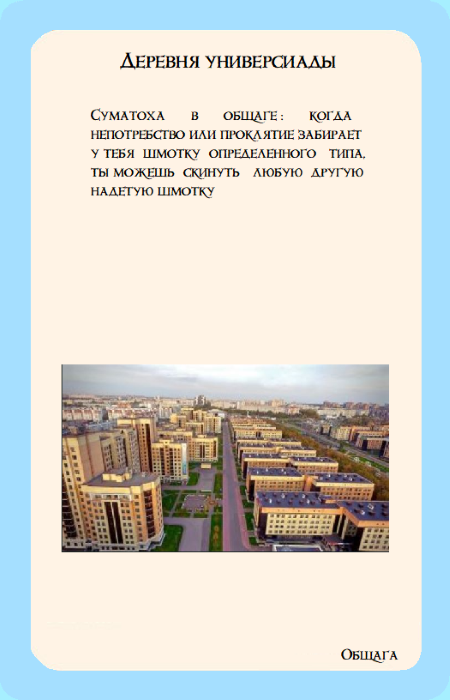 Деревня универсиады
Суматоха в общаге: когда
непотребство или проклятие забирает
у тебя шмотку определенного типа,
ты можешь скинуть любую другую
надетую шмотку
Общага